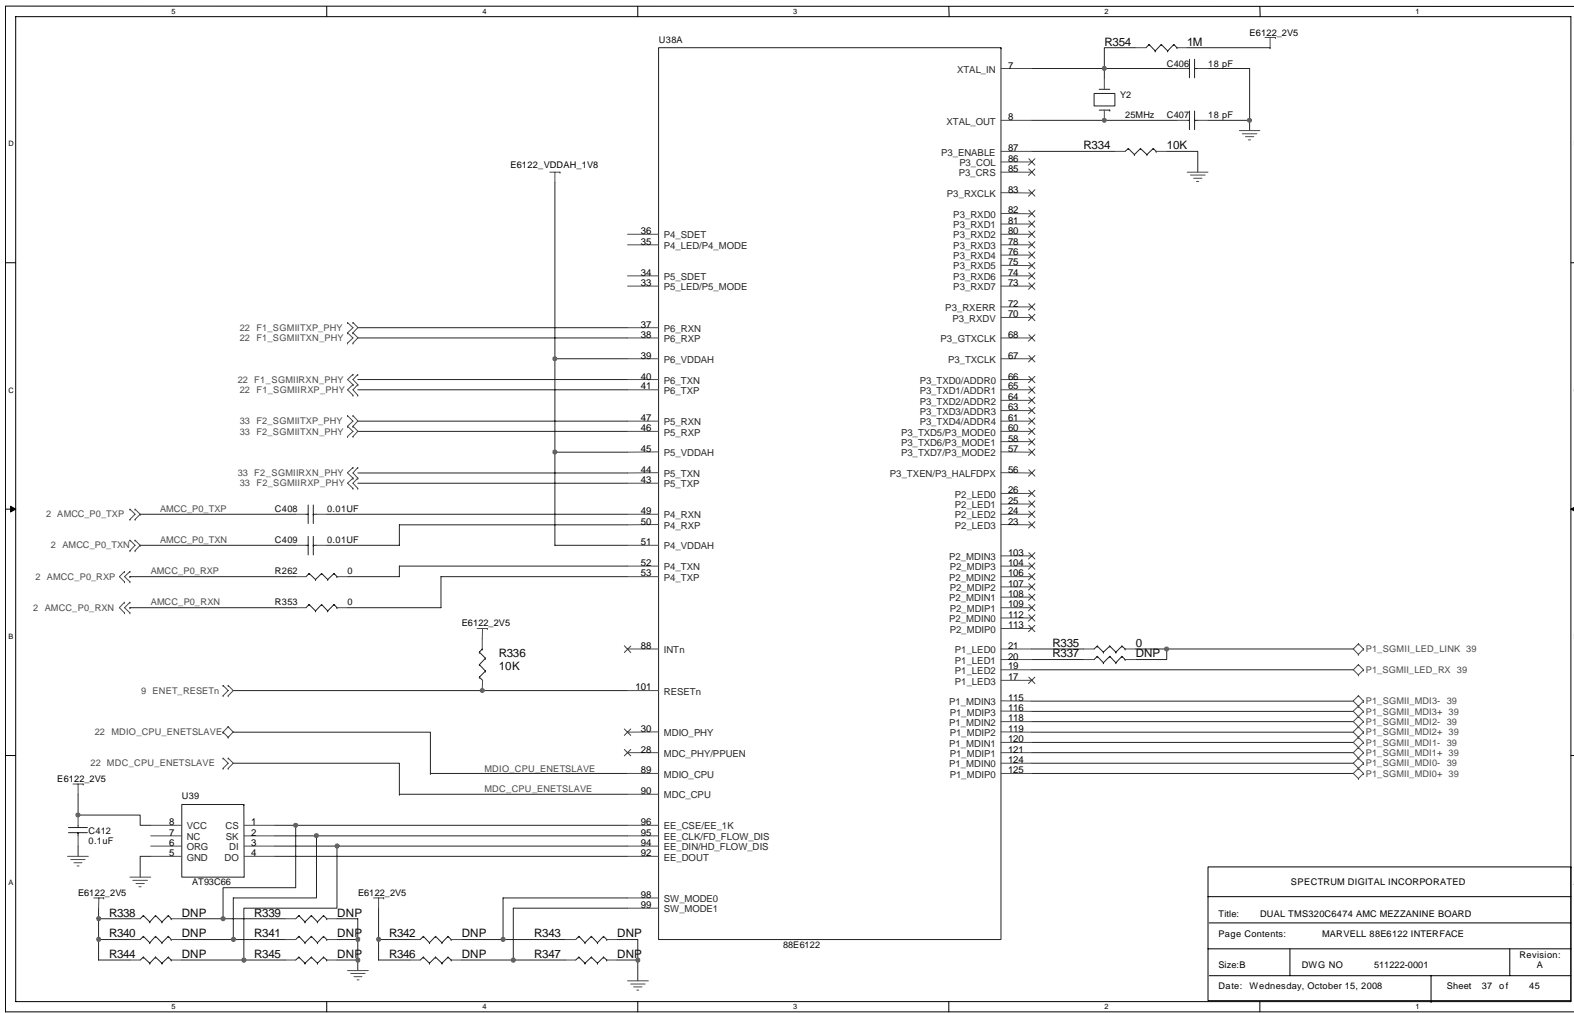 5 4 3 2 1
D
C
B
A
U38A
88E6122
R354 1M E6122_2V5
C406 18 pF
Y2
25MHz C407 18 pF
XTAL_IN 7
XTAL_OUT 8
P3_ENABLE 87 R334 10K
P3_COL 86
P3_CRS 85
P3_RXCLK 83
P3_RXD0 82
P3_RXD1 81
P3_RXD2 80
P3_RXD3 78
P3_RXD4 76
P3_RXD5 75
P3_RXD6 74
P3_RXD7 73
P3_RXERR 72
P3_RXDV 70
P3_GTXCLK 68
P3_TXCLK 67
P3_TXD0/ADDR0 66
P3_TXD1/ADDR1 65
P3_TXD2/ADDR2 64
P3_TXD3/ADDR3 63
P3_TXD4/ADDR4 61
P3_TXD5/P3_MODE0 60
P3_TXD6/P3_MODE1 58
P3_TXD7/P3_MODE2 57
P3_TXEN/P3_HALFDPX 56
P2_LED0 26
P2_LED1 25
P2_LED2 24
P2_LED3 23
P2_MDIN3 103
P2_MDIP3 104
P2_MDIN2 106
P2_MDIP2 107
P2_MDIN1 108
P2_MDIP1 109
P2_MDIN0 112
P2_MDIP0 113
P1_LED0 21 R335 0 P1_SGMII_LED_LINK 39
P1_LED1 20 R337 DNP
P1_LED2 19 P1_SGMII_LED_RX 39
P1_LED3 17
P1_MDIN3 115 P1_SGMII_MDI3- 39
P1_MDIP3 116 P1_SGMII_MDI3+ 39
P1_MDIN2 118 P1_SGMII_MDI2- 39
P1_MDIP2 119 P1_SGMII_MDI2+ 39
P1_MDIN1 120 P1_SGMII_MDI1- 39
P1_MDIP1 121 P1_SGMII_MDI1+ 39
P1_MDIN0 124 P1_SGMII_MDI0- 39
P1_MDIP0 125 P1_SGMII_MDI0+ 39
E6122_VDDAH_1V8
36 P4_SDET
35 P4_LED/P4_MODE
34 P5_SDET
33 P5_LED/P5_MODE
22 F1_SGMIITXP_PHY 37 P6_RXN
22 F1_SGMIITXN_PHY 38 P6_RXP
39 P6_VDDAH
22 F1_SGMIIRXN_PHY 40 P6_TXN
22 F1_SGMIIRXP_PHY 41 P6_TXP
33 F2_SGMIITXP_PHY 47 P5_RXN
33 F2_SGMIITXN_PHY 46 P5_RXP
45 P5_VDDAH
33 F2_SGMIIRXN_PHY 44 P5_TXN
33 F2_SGMIIRXP_PHY 43 P5_TXP
2 AMCC_P0_TXP AMCC_P0_TXP C408 0.01UF 49 P4_RXN
50 P4_RXP
2 AMCC_P0_TXN AMCC_P0_TXN C409 0.01UF 51 P4_VDDAH
52 P4_TXN
2 AMCC_P0_RXP AMCC_P0_RXP R262 0 53 P4_TXP
2 AMCC_P0_RXN AMCC_P0_RXN R353 0
E6122_2V5
R336
10K
88 INTn
9 ENET_RESETn 101 RESETn
22 MDIO_CPU_ENETSLAVE 30 MDIO_PHY
28 MDC_PHY/PPUEN
22 MDC_CPU_ENETSLAVE MDIO_CPU_ENETSLAVE 89 MDIO_CPU
MDC_CPU_ENETSLAVE 90 MDC_CPU
E6122_2V5
C412
0.1uF
U39
8 VCC CS 1
7 NC SK 2
6 ORG DI 3
5 GND DO 4
AT93C66
96 EE_CSE/EE_1K
95 EE_CLK/FD_FLOW_DIS
94 EE_DIN/HD_FLOW_DIS
92 EE_DOUT
98 SW_MODE0
99 SW_MODE1
E6122_2V5 E6122_2V5
R338 DNP R339 DNP
R340 DNP R341 DNP R342 DNP R343 DNP
R344 DNP R345 DNP R346 DNP R347 DNP
SPECTRUM DIGITAL INCORPORATED
Title: DUAL TMS320C6474 AMC MEZZANINE BOARD
Page Contents: MARVELL 88E6122 INTERFACE
Size:B DWG NO 511222-0001 Revision:
A
Date: Wednesday, October 15, 2008 Sheet 37 of 45
5 4 3 2 1